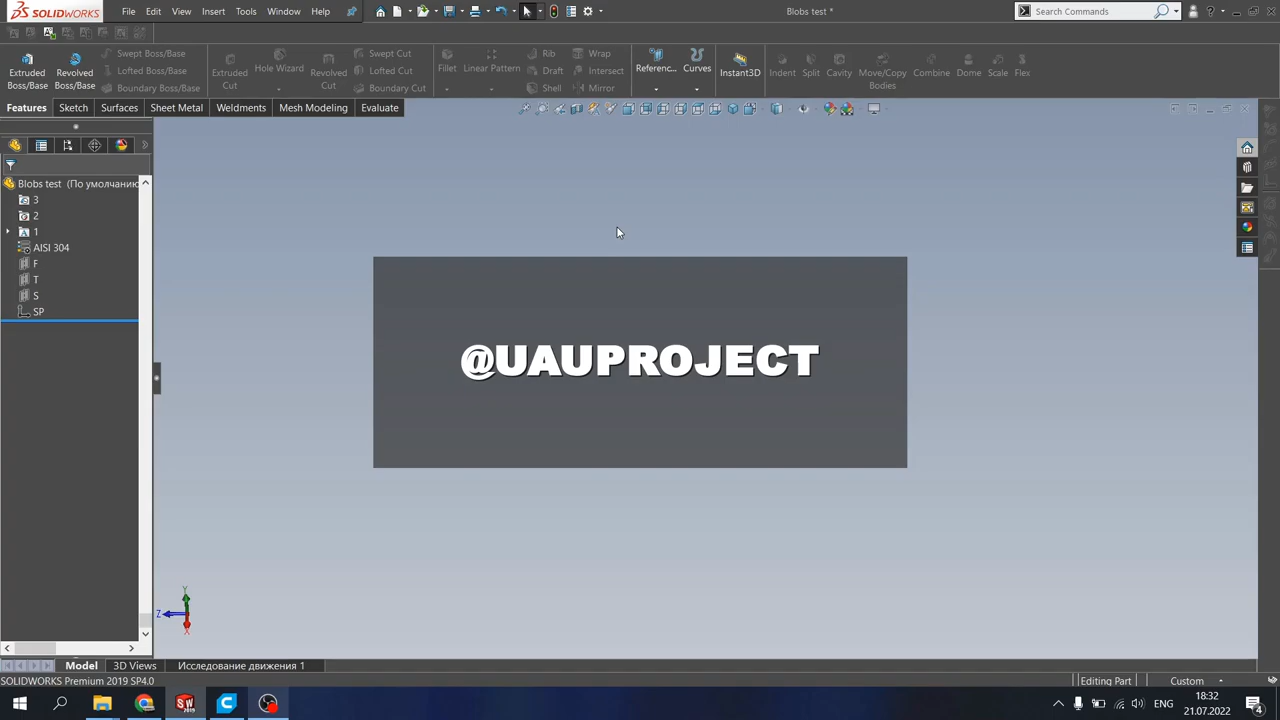 SOLIDWORKS
File Edit View Insert Tools Window Help
Blobs test *
Search Commands
Extruded Boss/Base
Revolved Boss/Base
Swept Boss/Base
Lofted Boss/Base
Boundary Boss/Base
Extruded Cut
Hole Wizard
Revolved Cut
Swept Cut
Lofted Cut
Boundary Cut
Fillet
Linear Pattern
Rib
Draft
Shell
Wrap
Intersect
Mirror
Referenc...
Curves
Instant3D
Indent
Split
Cavity
Move/Copy Bodies
Combine
Dome
Scale
Flex
Features Sketch Surfaces Sheet Metal Weldments Mesh Modeling Evaluate
Blobs test (По умолчанию
3
2
1
AISI 304
F
T
S
SP
@UAUPROJECT
Y
Z
X
Model 3D Views Исследование движения 1
SOLIDWORKS Premium 2019 SP4.0
Editing Part
Custom
ENG
18:32
21.07.2022
4